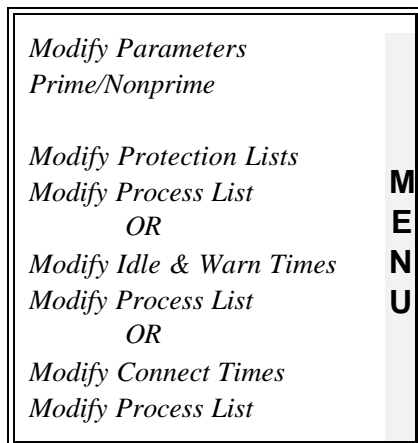 Modify Parameters
Prime/Nonprime
Modify Protection Lists
Modify Process List
OR
Modify Idle & Warn Times
Modify Process List
OR
Modify Connect Times
Modify Process List
MENU